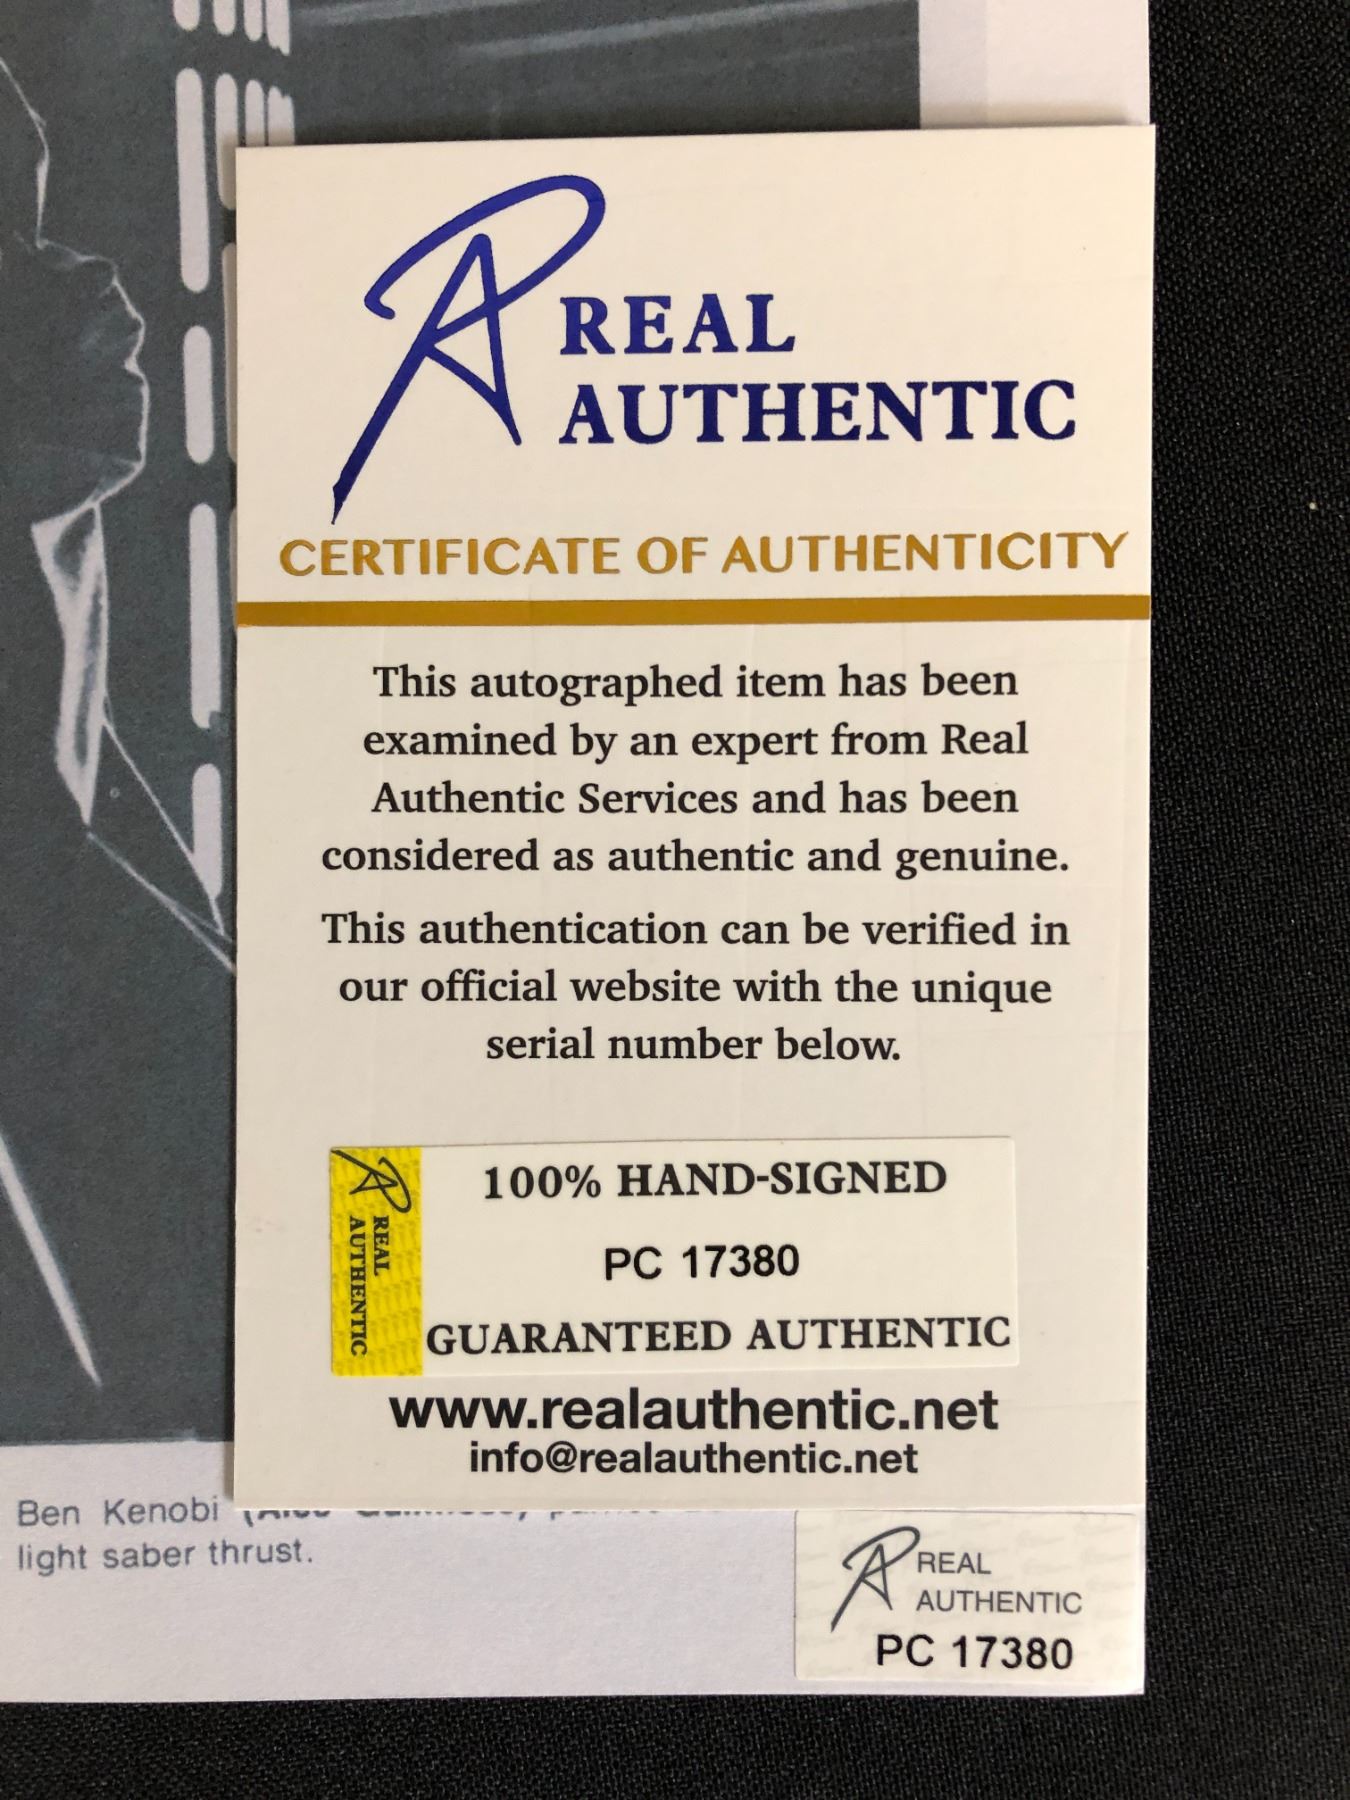 REAL
AUTHENTIC
CERTIFICATE OF AUTHENTICITY
This autographed item has been
examined by an expert from Real
Authentic Services and has been
considered as authentic and genuine.
This authentication can be verified in
our official website with the unique
serial number below.
REAL
AUTHENTIC
100% HAND-SIGNED
PC 17380
GUARANTEED AUTHENTIC
www.realauthentic.net
info@realauthentic.net
Ben Kenobi
light saber thrust.
REAL
AUTHENTIC
PC 17380